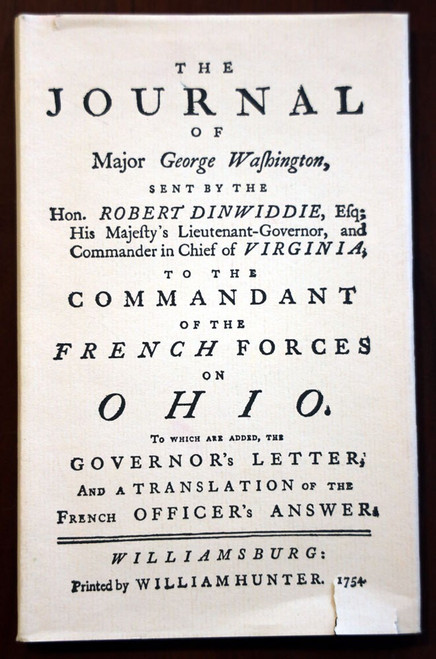 THE
JOURNAL
OF
Major George Waſhington,
SENT BY THE
Hon. ROBERT DINWIDDIE, Eſq;
His Majeſty's Lieutenant-Governor, and
Commander in Chief of VIRGINIA;
TO THE
COMMANDANT
OF THE
FRENCH FORCES
ON
OHIO.
To which are added, the
GOVERNOR's LETTER;
AND A TRANSLATION OF THE
FRENCH OFFICER's ANSWER.
WILLIAMSBURG:
Printed by WILLIAM HUNTER. 1754